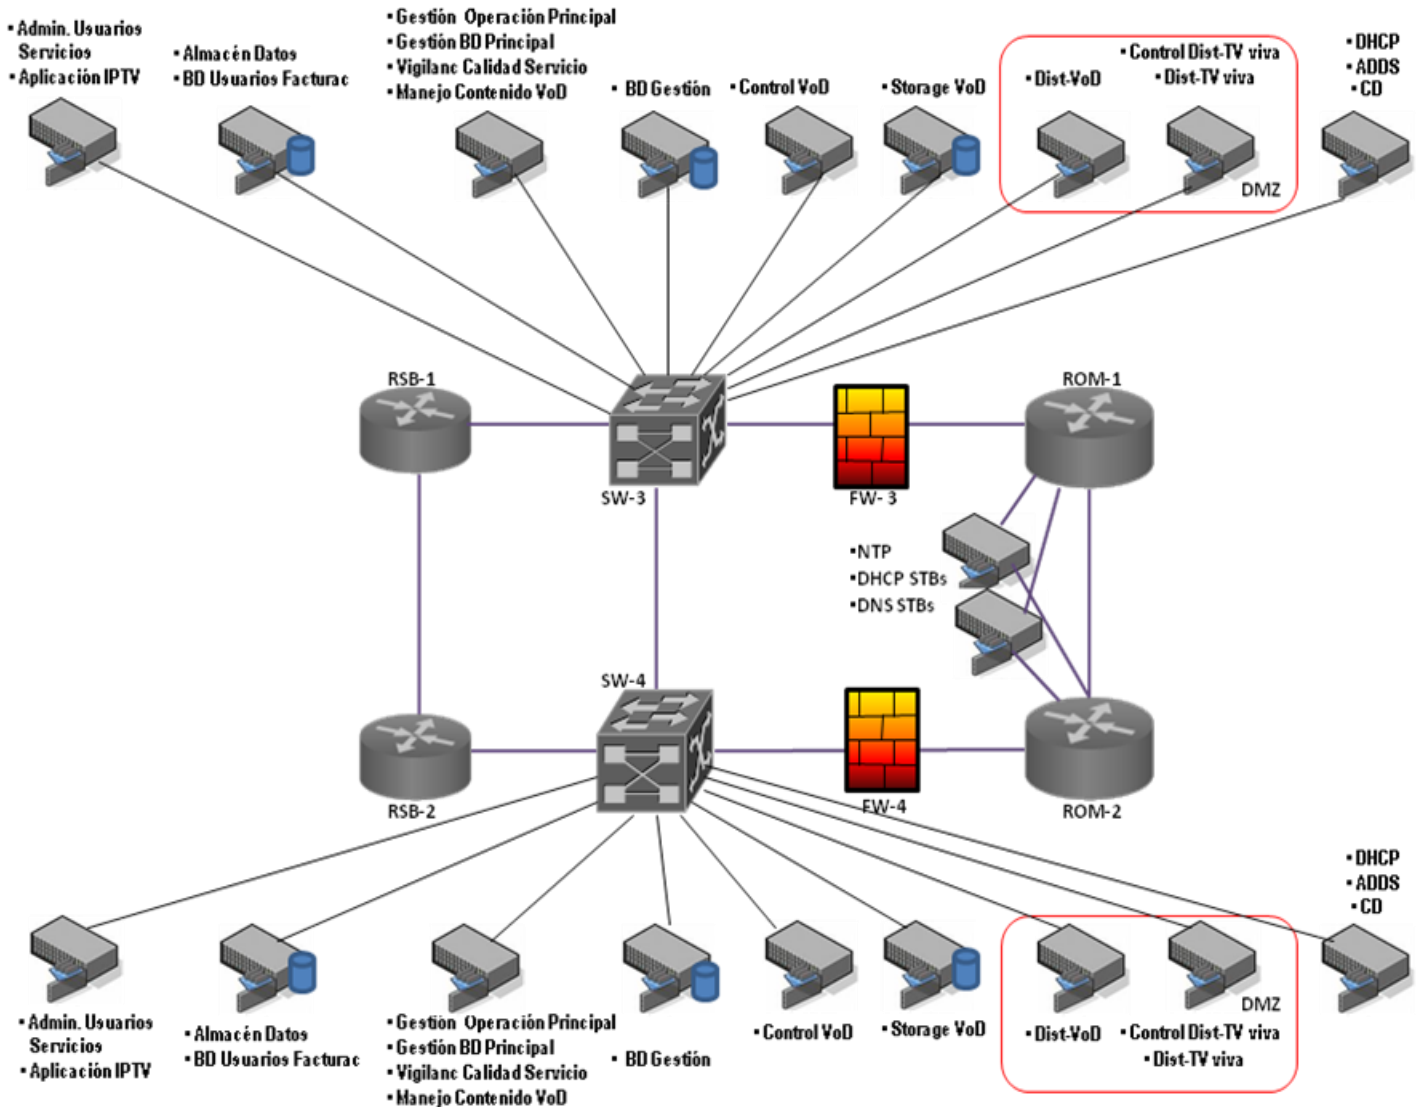 ▪ Admin. Usuarios
Servicios
▪ Aplicación IPTV
▪ Almacén Datos
▪ BD Usuarios Facturac
▪ Gestión Operación Principal
▪ Gestión BD Principal
▪ Vigilanc Calidad Servicio
▪ Manejo Contenido VoD
▪ BD Gestión
▪ Control VoD
▪ Storage VoD
▪ Dist-VoD
▪ Control Dist-TV viva
▪ Dist-TV viva
DMZ
▪ DHCP
▪ ADDS
▪ CD
RSB-1
SW-3
FW- 3
ROM-1
▪NTP
▪DHCP STBs
▪DNS STBs
SW-4
RSB-2
FW-4
ROM-2
▪ DHCP
▪ ADDS
▪ CD
▪ Admin. Usuarios
Servicios
▪ Aplicación IPTV
▪ Almacén Datos
▪ BD Usuarios Facturac
▪ Gestión Operación Principal
▪ Gestión BD Principal
▪ Vigilanc Calidad Servicio
▪ Manejo Contenido VoD
▪ BD Gestión
▪ Control VoD
▪ Storage VoD
DMZ
▪ Dist-VoD
▪ Control Dist-TV viva
▪ Dist-TV viva